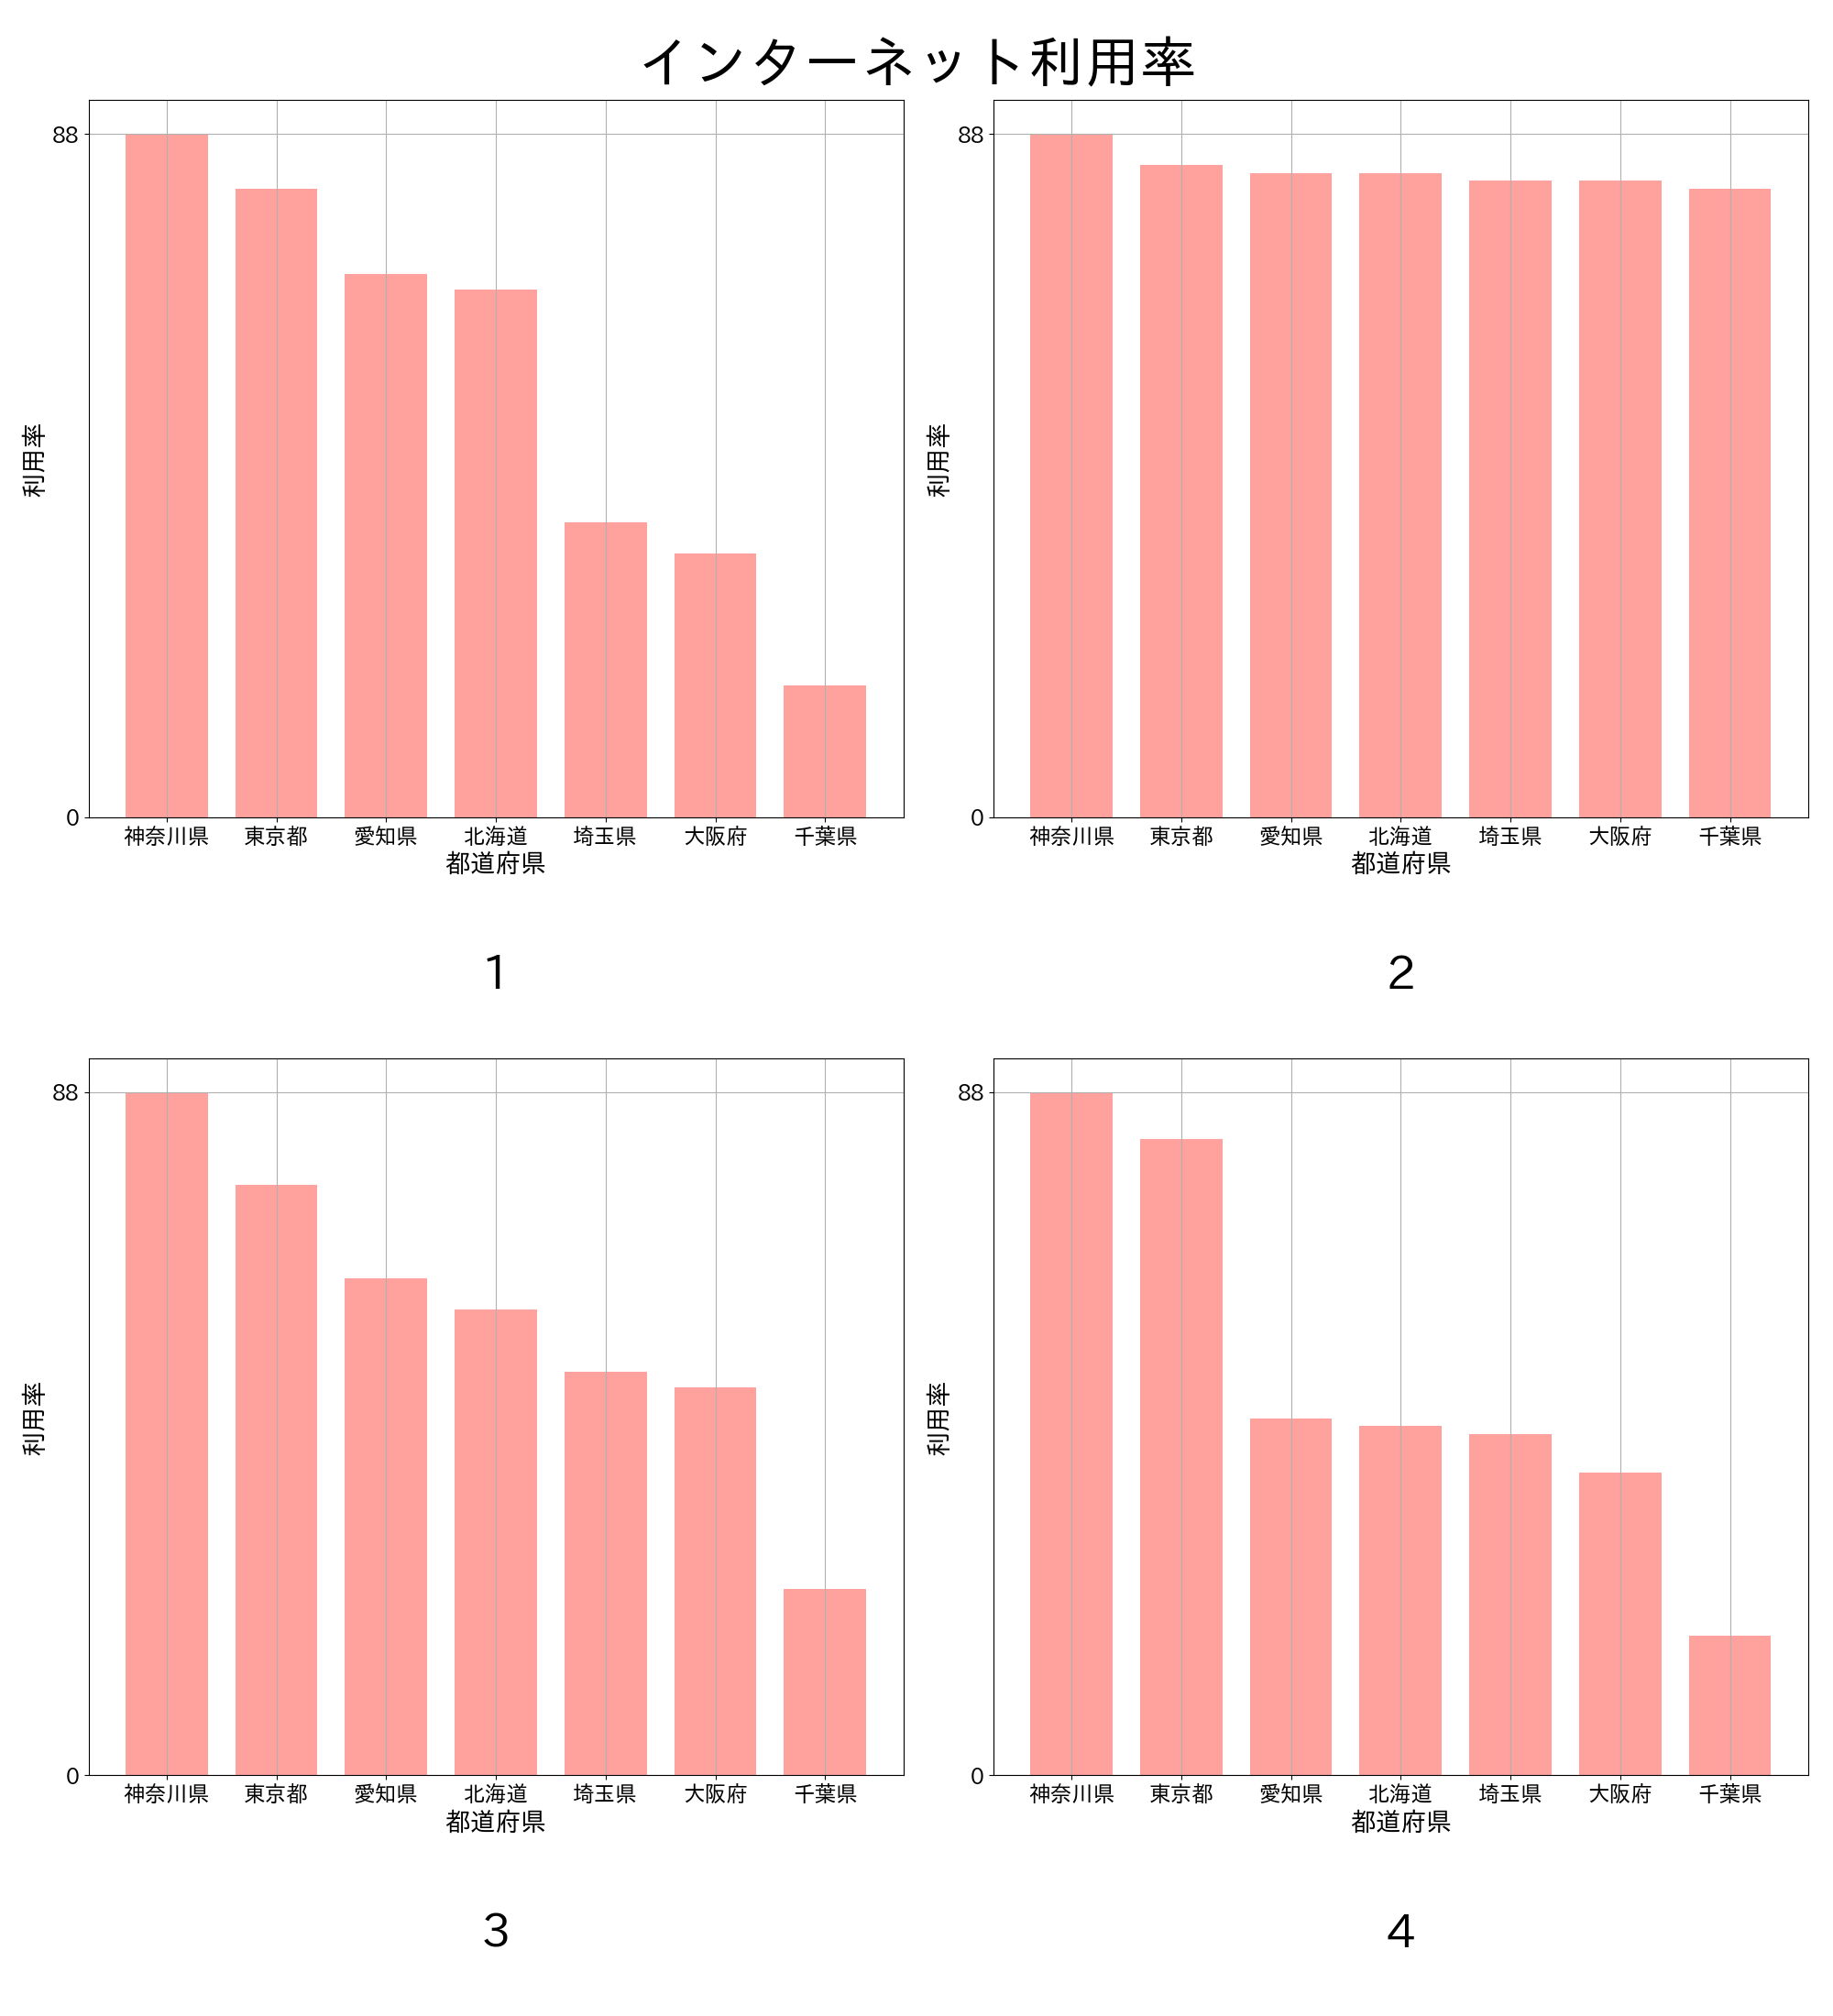 インターネット利用率
88
0
利用率
神奈川県 東京都 愛知県 北海道 埼玉県 大阪府 千葉県
都道府県
1
88
0
利用率
神奈川県 東京都 愛知県 北海道 埼玉県 大阪府 千葉県
都道府県
2
88
0
利用率
神奈川県 東京都 愛知県 北海道 埼玉県 大阪府 千葉県
都道府県
3
88
0
利用率
神奈川県 東京都 愛知県 北海道 埼玉県 大阪府 千葉県
都道府県
4